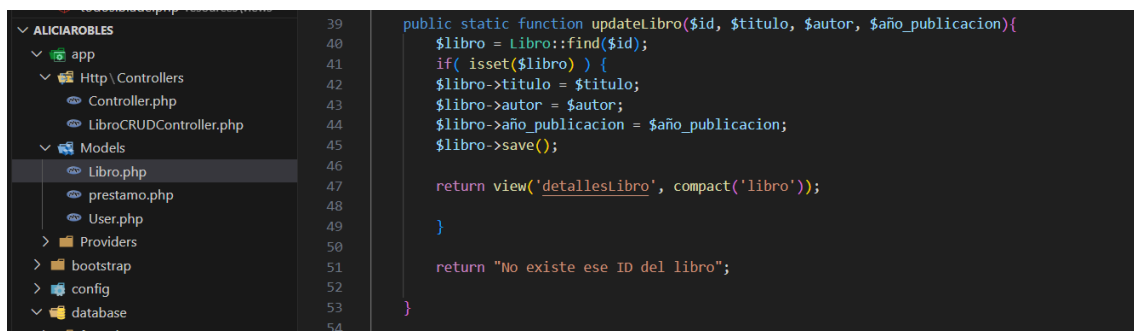 ALICIAROBLES
app
Http\Controllers
Controller.php
LibroCRUDController.php
Models
Libro.php
prestamo.php
User.php
Providers
bootstrap
config
database
39 public static function updateLibro($id, $titulo, $autor, $año_publicacion){
40 $libro = Libro::find($id);
41 if( isset($libro) ) {
42 $libro->titulo = $titulo;
43 $libro->autor = $autor;
44 $libro->año_publicacion = $año_publicacion;
45 $libro->save();
46
47 return view('detallesLibro', compact('libro'));
48
49 }
50
51 return "No existe ese ID del libro";
52
53 }
54